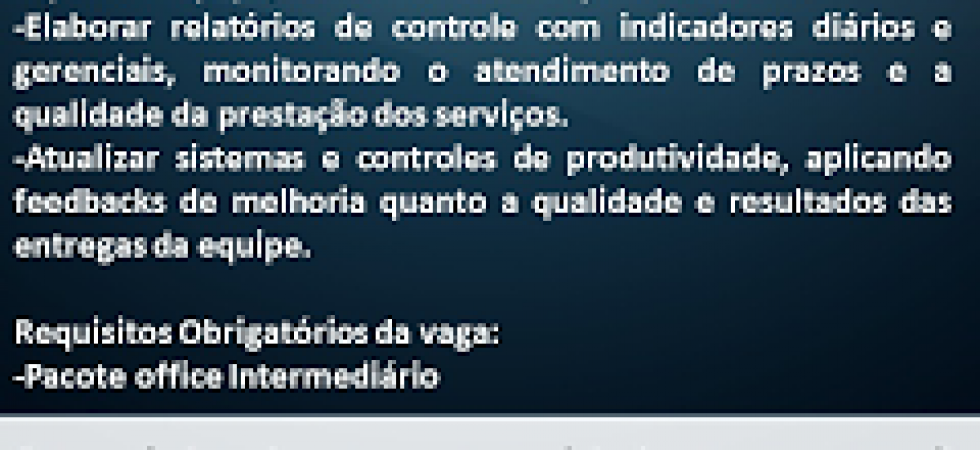 -Elaborar relatórios de controle com indicadores diários e
gerenciais, monitorando o atendimento de prazos e a
qualidade da prestação dos serviços.
-Atualizar sistemas e controles de produtividade, aplicando
feedbacks de melhoria quanto a qualidade e resultados das
entregas da equipe.
Requisitos Obrigatórios da vaga:
-Pacote office Intermediário